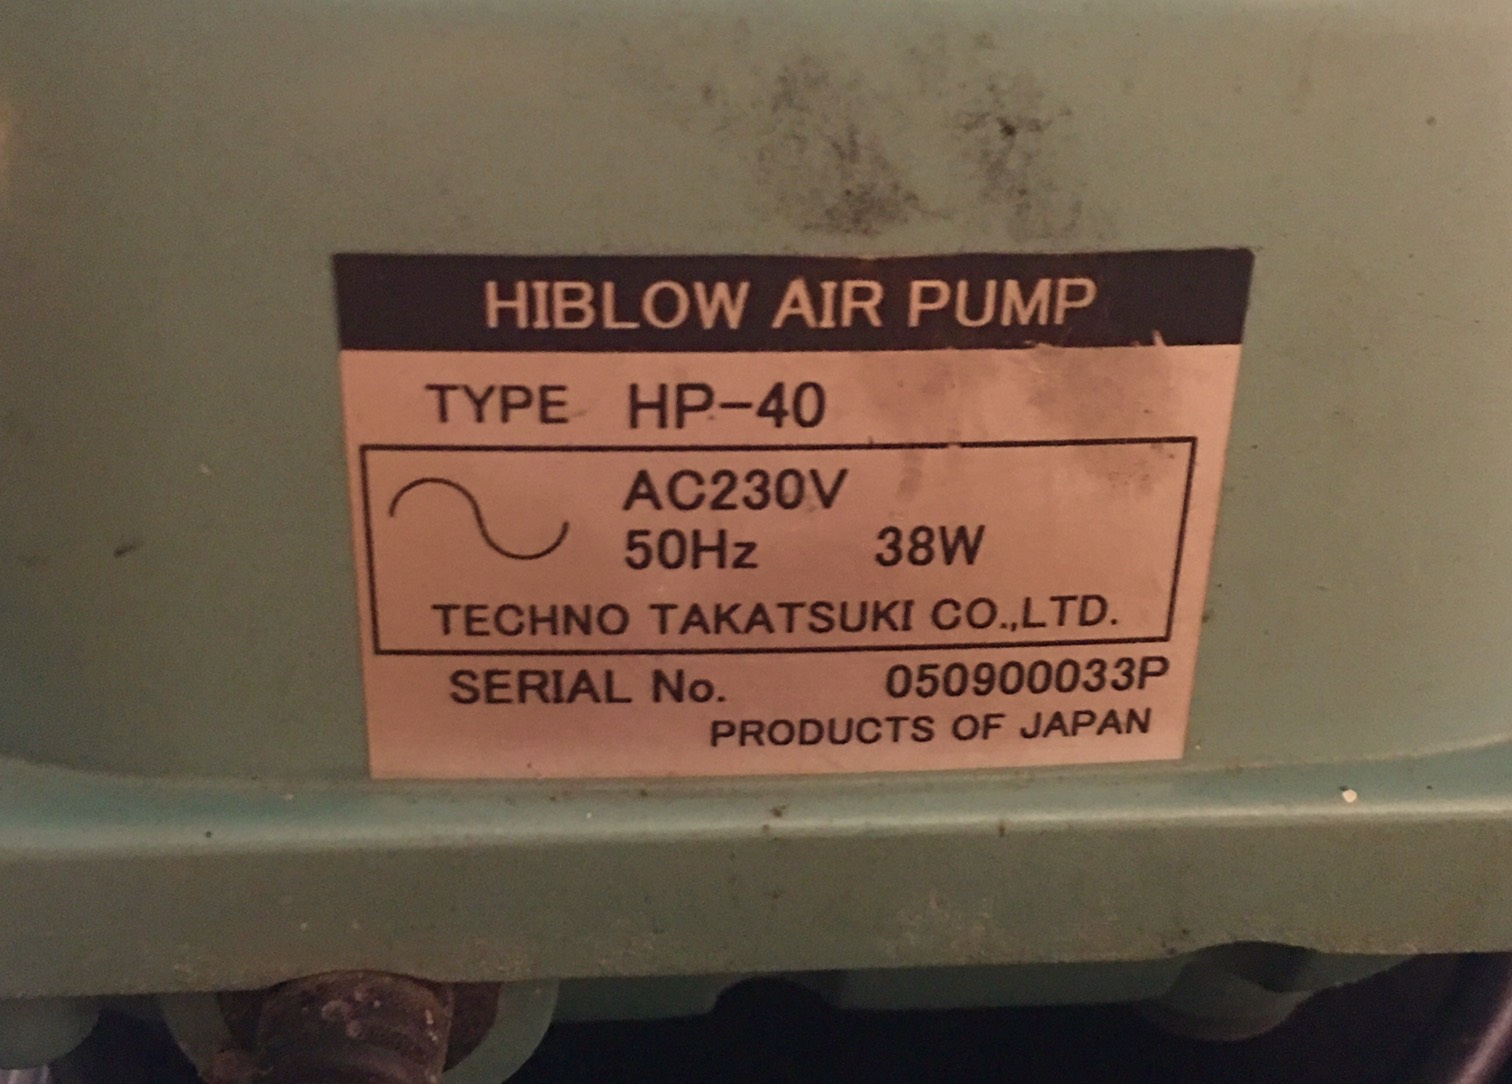 HIBLOW AIR PUMP
TYPE HP-40
AC230V
50Hz 38W
TECHNO TAKATSUKI CO.,LTD.
SERIAL No. 050900033P
PRODUCTS OF JAPAN